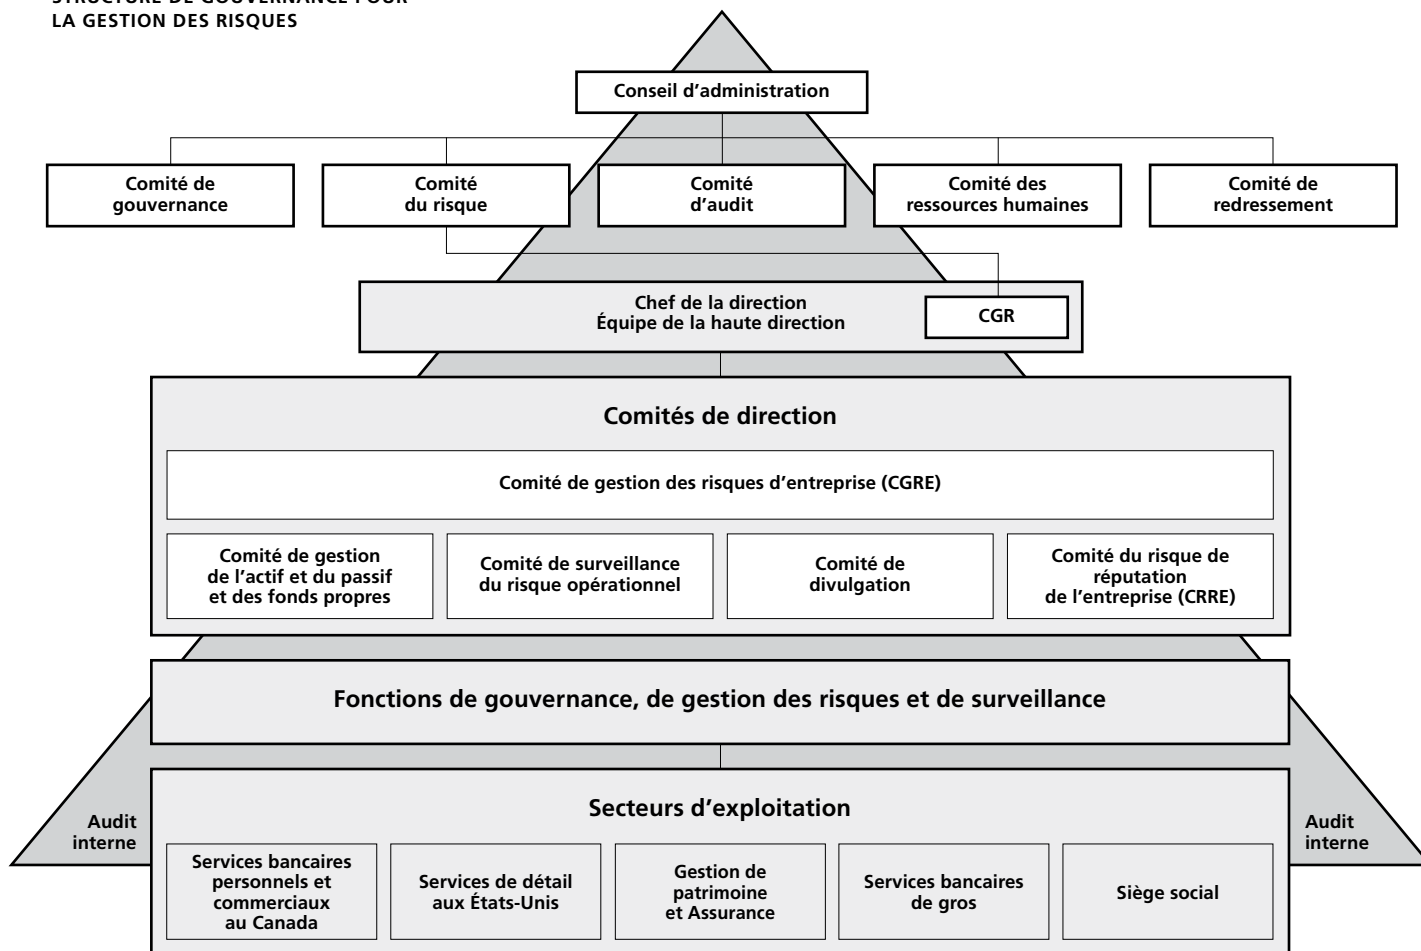 STRUCTURE DE GOUVERNANCE POUR
LA GESTION DES RISQUES
Conseil d’administration
Comité de
gouvernance
Comité
du risque
Comité
d’audit
Comité des
ressources humaines
Comité de
redressement
Chef de la direction
Équipe de la haute direction
CGR
Comités de direction
Comité de gestion des risques d’entreprise (CGRE)
Comité de gestion
de l’actif et du passif
et des fonds propres
Comité de surveillance
du risque opérationnel
Comité de
divulgation
Comité du risque de
réputation
de l’entreprise (CRRE)
Fonctions de gouvernance, de gestion des risques et de surveillance
Audit
interne
Secteurs d’exploitation
Services bancaires
personnels et
commerciaux
au Canada
Services de détail
aux États-Unis
Gestion de
patrimoine
et Assurance
Services bancaires
de gros
Siège social
Audit
interne